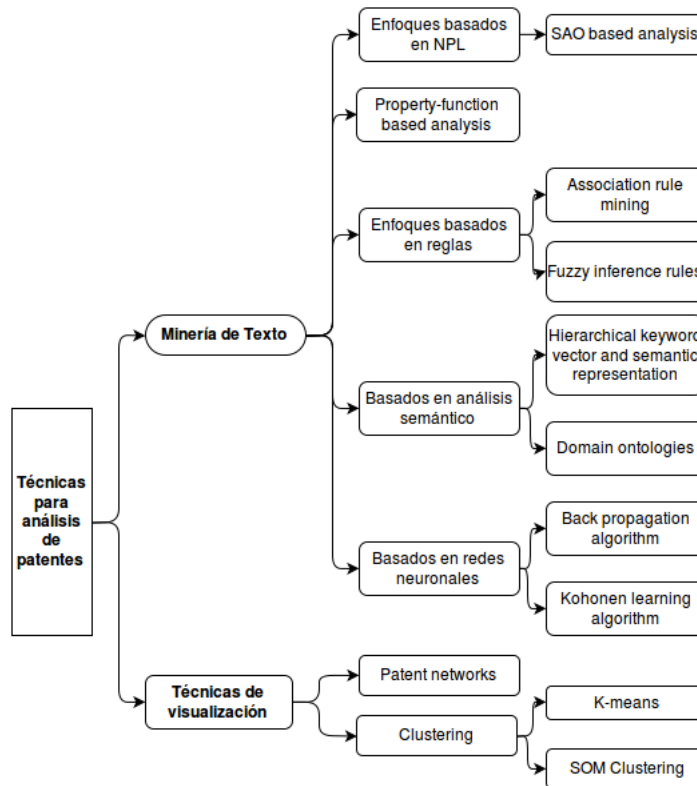 Enfoques basados
en NPL
SAO based analysis
Property-function
based analysis
Enfoques basados
en reglas
Association rule
mining
Fuzzy inference rules
Minería de Texto
Hierarchical keyword
vector and semantic
representation
Basados en análisis
semántico
Domain ontologies
Técnicas
para
análisis
de
patentes
Basados en redes
neuronales
Back propagation
algorithm
Kohonen learning
algorithm
Técnicas de
visualización
Patent networks
Clustering
K-means
SOM Clustering